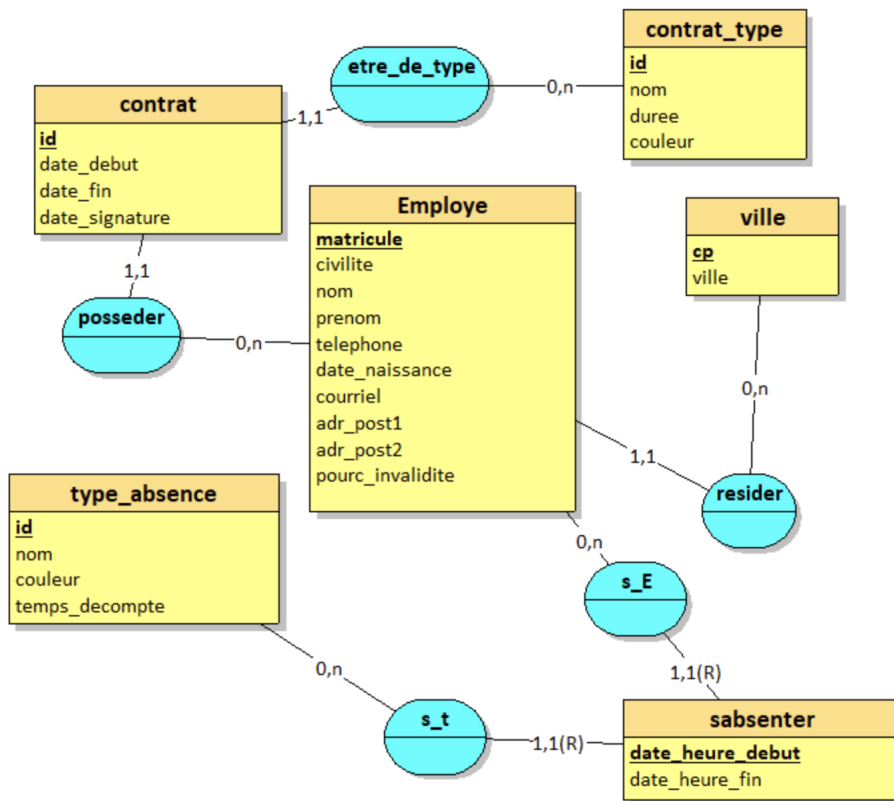 contrat_type
id
nom
duree
couleur
etre_de_type
0,n
1,1
contrat
id
date_debut
date_fin
date_signature
1,1
posseder
0,n
Employe
matricule
civilite
nom
prenom
telephone
date_naissance
courriel
adr_post1
adr_post2
pourc_invalidite
ville
cp
ville
0,n
1,1
resider
type_absence
id
nom
couleur
temps_decompte
0,n
s_E
1,1(R)
0,n
s_t
1,1(R)
sabsenter
date_heure_debut
date_heure_fin